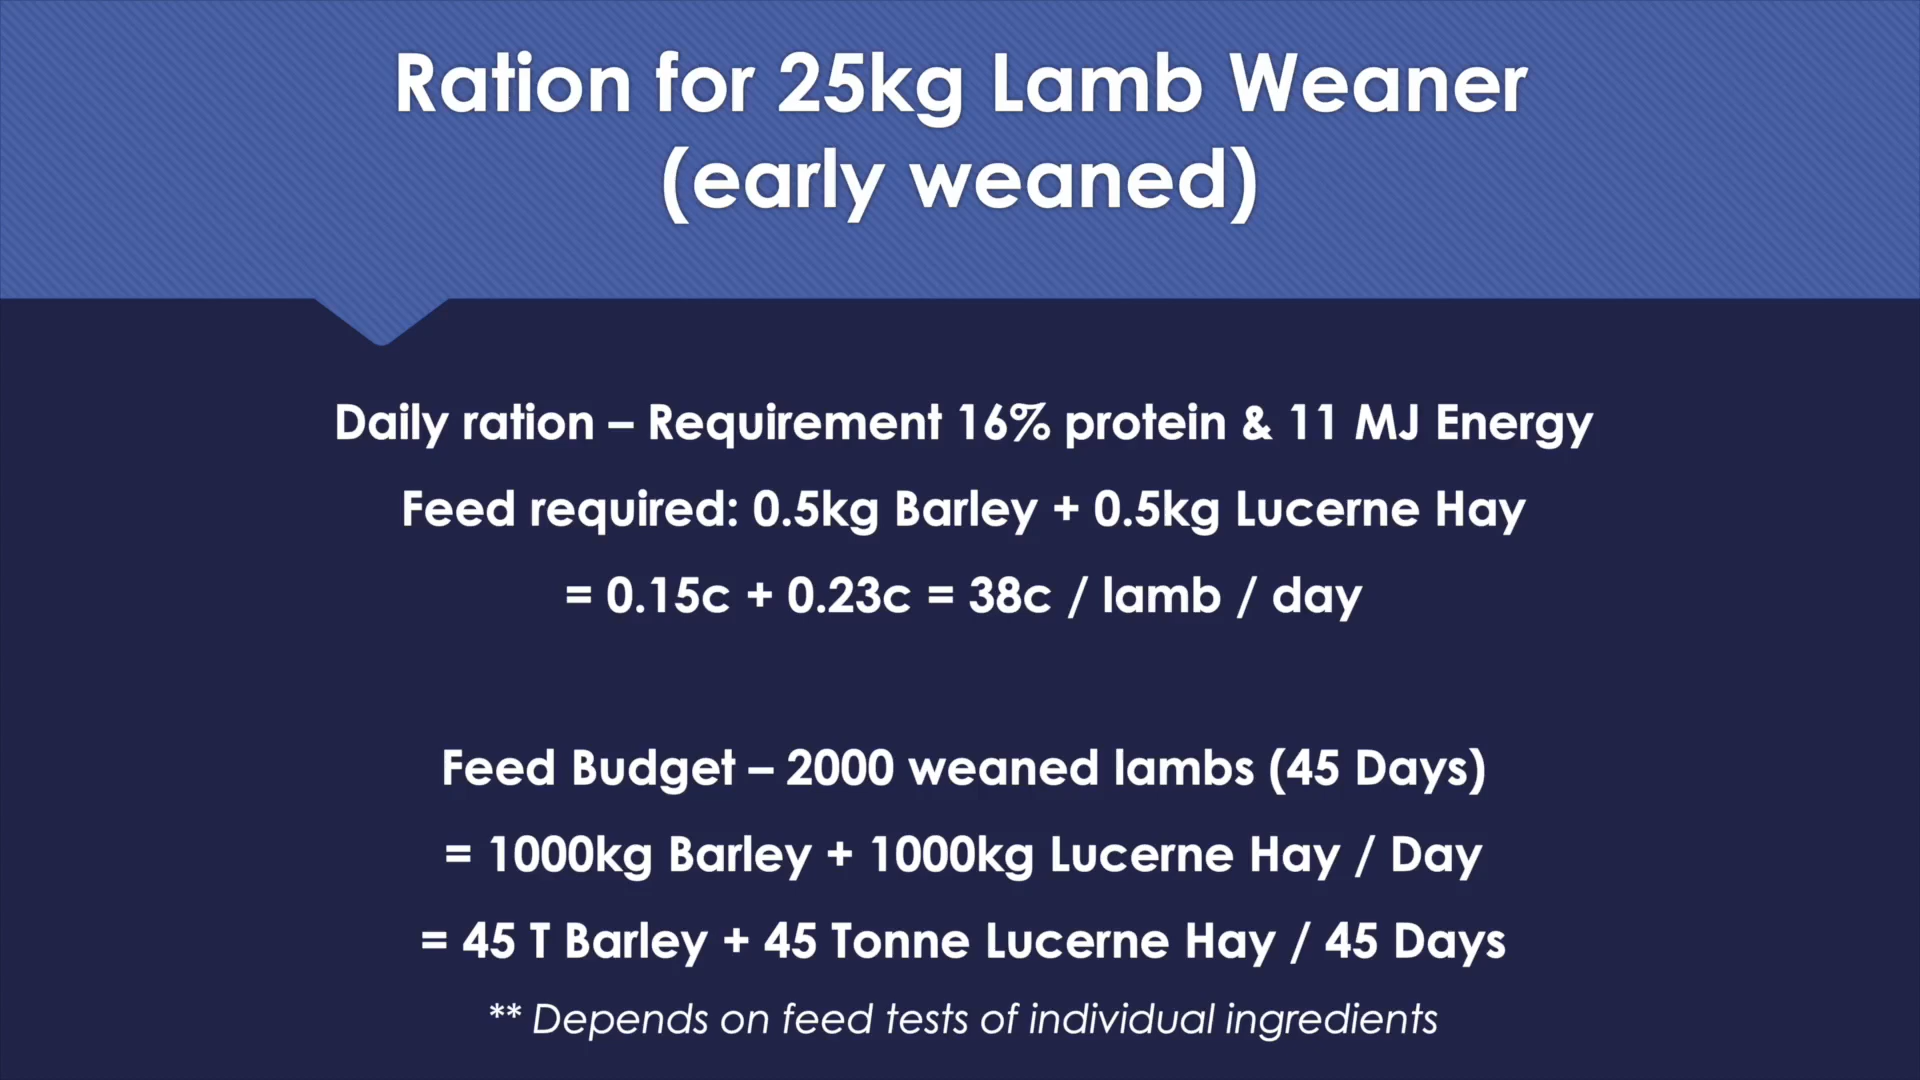 Ration for 25kg Lamb Weaner
(early weaned)
Daily ration – Requirement 16% protein & 11 MJ Energy
Feed required: 0.5kg Barley + 0.5kg Lucerne Hay
= 0.15c + 0.23c = 38c / lamb / day
Feed Budget – 2000 weaned lambs (45 Days)
= 1000kg Barley + 1000kg Lucerne Hay / Day
= 45 T Barley + 45 Tonne Lucerne Hay / 45 Days
** Depends on feed tests of individual ingredients